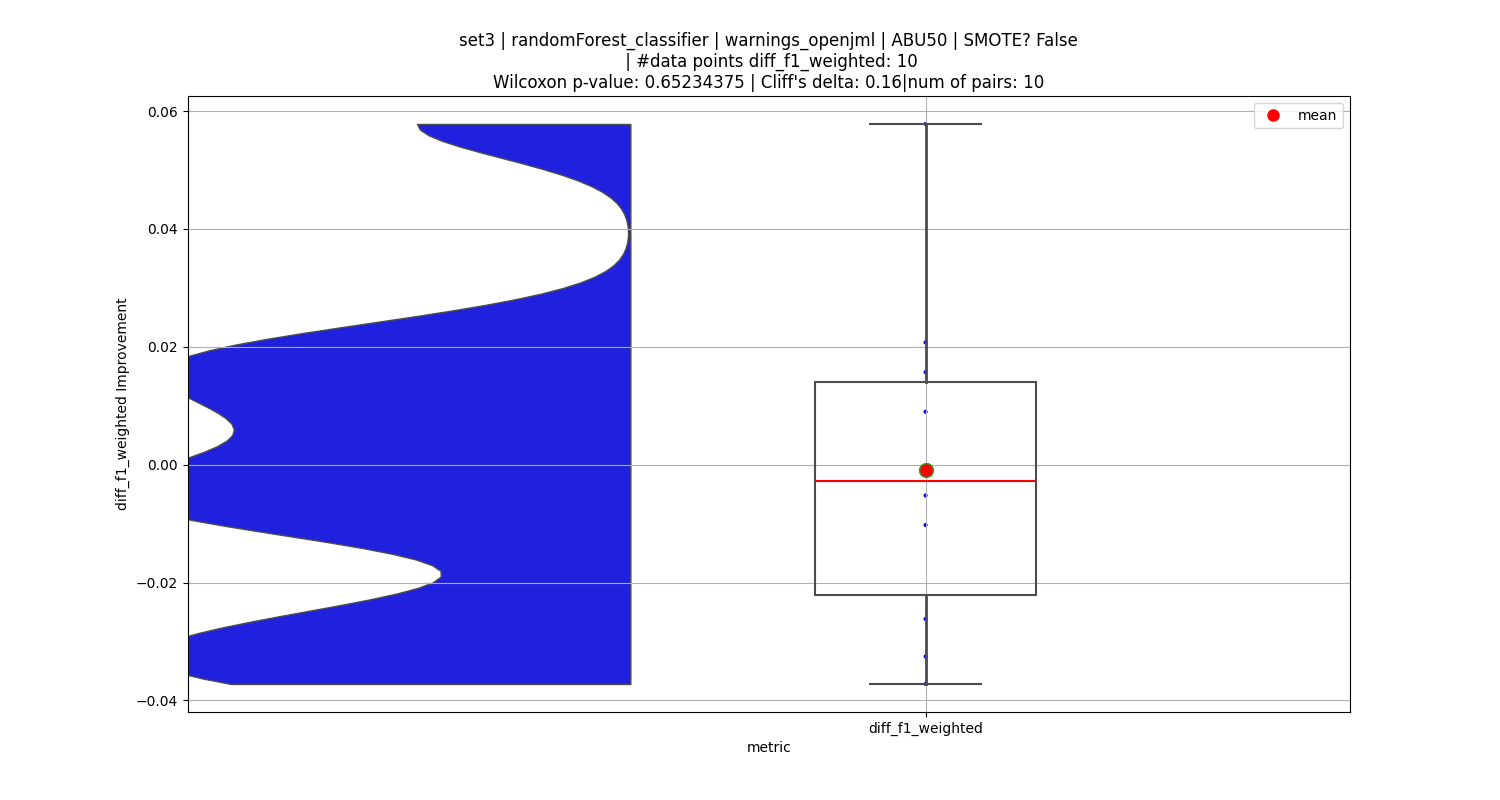 set3 | randomForest_classifier | warnings_openjml | ABU50 | SMOTE? False
| #data points diff_f1_weighted: 10
Wilcoxon p-value: 0.65234375 | Cliff's delta: 0.16|num of pairs: 10
mean
0.06
0.04
0.02
0.00
−0.02
−0.04
diff_f1_weighted Improvement
diff_f1_weighted
metric